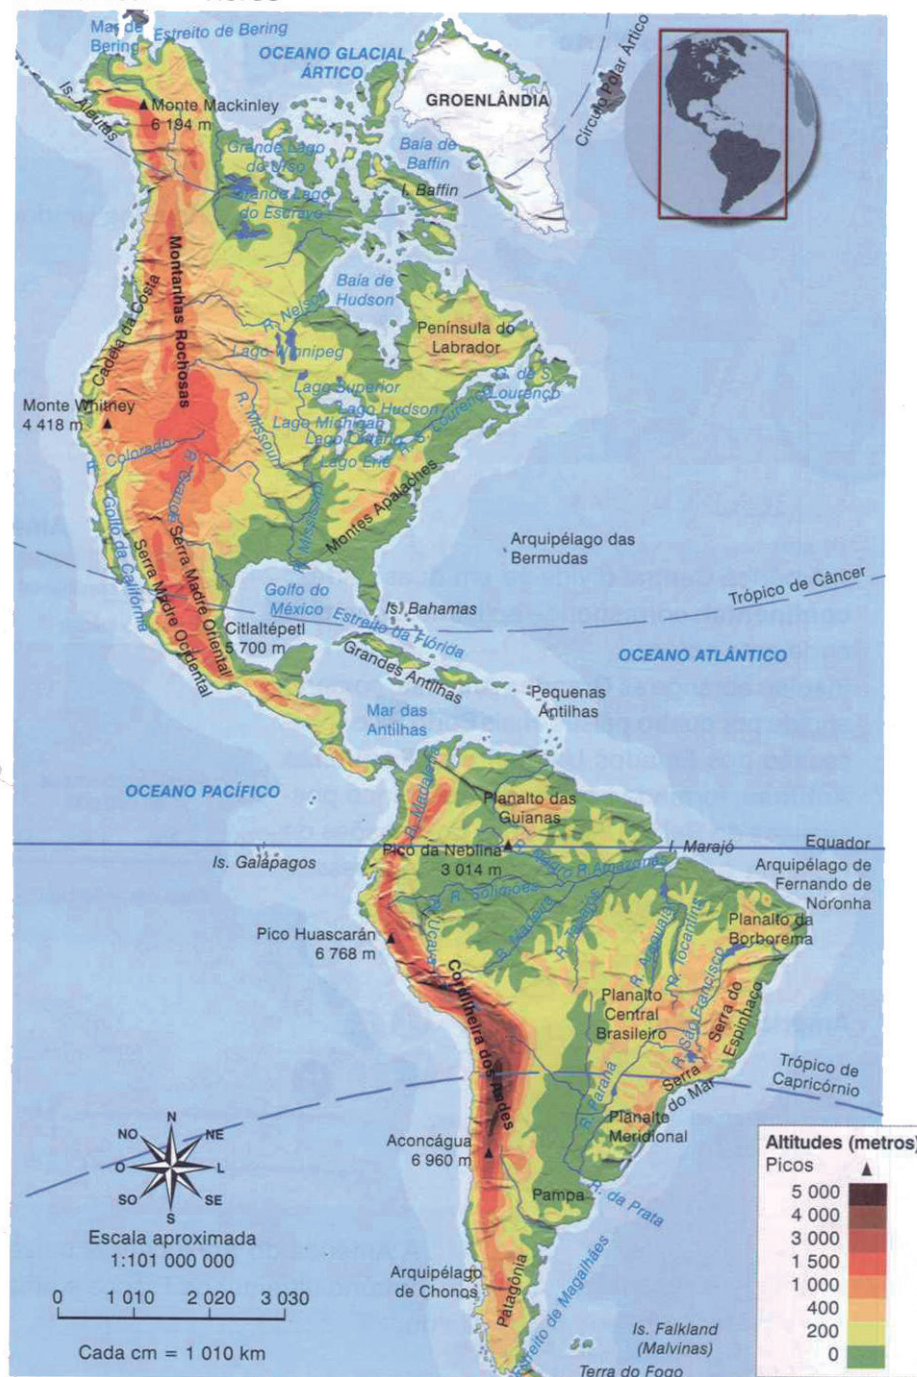 Mar de
Bering
Estreito de Bering
OCEANO GLACIAL
ÁRTICO
GROENLÂNDIA
Círculo Polar Ártico
Is. Aleutas
Monte Mackinley
6 194 m
Grande Lago
do Urso
Baía de
Baffin
I. Baffin
Grande Lago
do Escravo
Montanhas Rochosas
Cadeia da Costa
Baía de
Hudson
R. Nelson
Península do
Labrador
Lago Winnipeg
G. de S.
Lourenço
Lago Superior
Lago Hudson
Lago Michigan
Lago Ontário
Lago Erie
R. S. Lourenço
Monte Whitney
4 418 m
R. Missouri
R. Colorado
R. Grande
R. Mississipi
Montes Apalaches
Golfo da Califórnia
Serra Madre Oriental
Serra Madre Ocidental
Arquipélago das
Bermudas
Trópico de Câncer
Golfo do
México
Is. Bahamas
Estreito da Flórida
Citlaltépetl
5 700 m
Grandes Antilhas
OCEANO ATLÂNTICO
Pequenas
Antilhas
Mar das
Antilhas
OCEANO PACÍFICO
R. Madalena
Planalto das
Guianas
Equador
Is. Galápagos
Pico da Neblina
3 014 m
I. Marajó
R. Negro
R. Amazonas
Arquipélago de
Fernando de
Noronha
R. Solimões
R. Madeira
R. Tapajós
R. Araguaia
R. Tocantins
Planalto da
Borborema
Pico Huascarán
6 768 m
R. Ucayali
R. São Francisco
Cordilheira dos Andes
Planalto
Central
Brasileiro
Serra do
Espinhaço
Trópico de
Capricórnio
R. Paraná
Serra
do Mar
Planalto
Meridional
Aconcágua
6 960 m
Pampa
R. da Prata
N
NO
NE
O
L
SO
SE
S
Escala aproximada
1:101 000 000
0 1 010 2 020 3 030
Cada cm = 1 010 km
Arquipélago
de Chonos
Patagônia
Estreito de Magalhães
Is. Falkland
(Malvinas)
Terra do Fogo
Altitudes (metros)
Picos
5 000
4 000
3 000
1 500
1 000
400
200
0